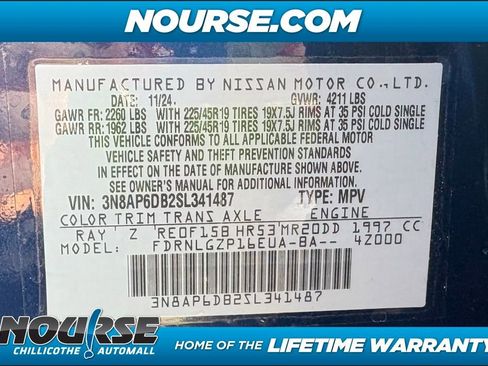 NOURSE.COM
MANUFACTURED BY NISSAN MOTOR CO.,LTD.
DATE: 11/24. GVWR: 4211 LBS
GAWR FR: 2260 LBS WITH 225/45R19 TIRES 19X7.5J RIMS AT 35 PSI COLD SINGLE
GAWR RR: 1962 LBS WITH 225/45R19 TIRES 19X7.5J RIMS AT 35 PSI COLD SINGLE
THIS VEHICLE CONFORMS TO ALL APPLICABLE FEDERAL MOTOR
VEHICLE SAFETY AND THEFT PREVENTION STANDARDS
IN EFFECT ON THE DATE OF MANUFACTURE SHOWN ABOVE.
SEE OWNER'S MANUAL FOR ADDITIONAL INFORMATION.
VIN: 3N8AP6DB2SL341487 TYPE: MPV
COLOR TRIM TRANS AXLE ENGINE
RAY Z RE0F15B HR53 MR20DD 1997 CC
MODEL: FDRNLGZP16EUA-BA-- 4Z000
3N8AP6DB2SL341487
NOURSE
CHILLICOTHE AUTOMALL
HOME OF THE LIFETIME WARRANTY